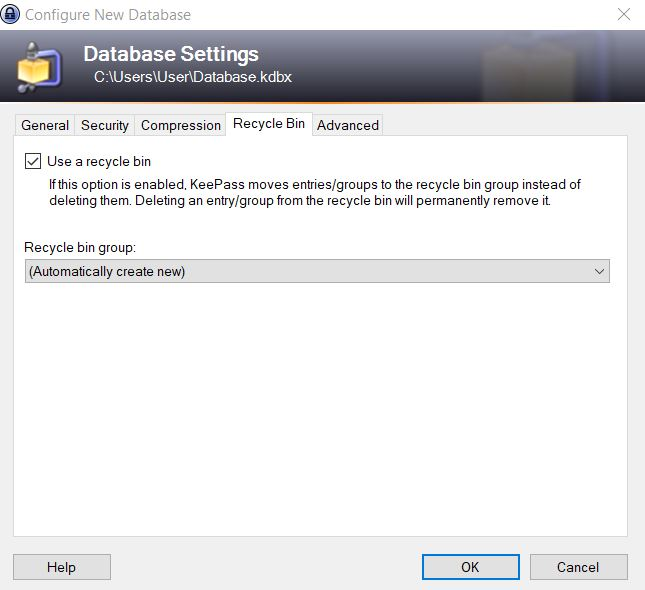 Configure New Database
Database Settings
C:\Users\User\Database.kdbx
General Security Compression Recycle Bin Advanced
Use a recycle bin
If this option is enabled, KeePass moves entries/groups to the recycle bin group instead of
deleting them. Deleting an entry/group from the recycle bin will permanently remove it.
Recycle bin group:
(Automatically create new)
Help OK Cancel